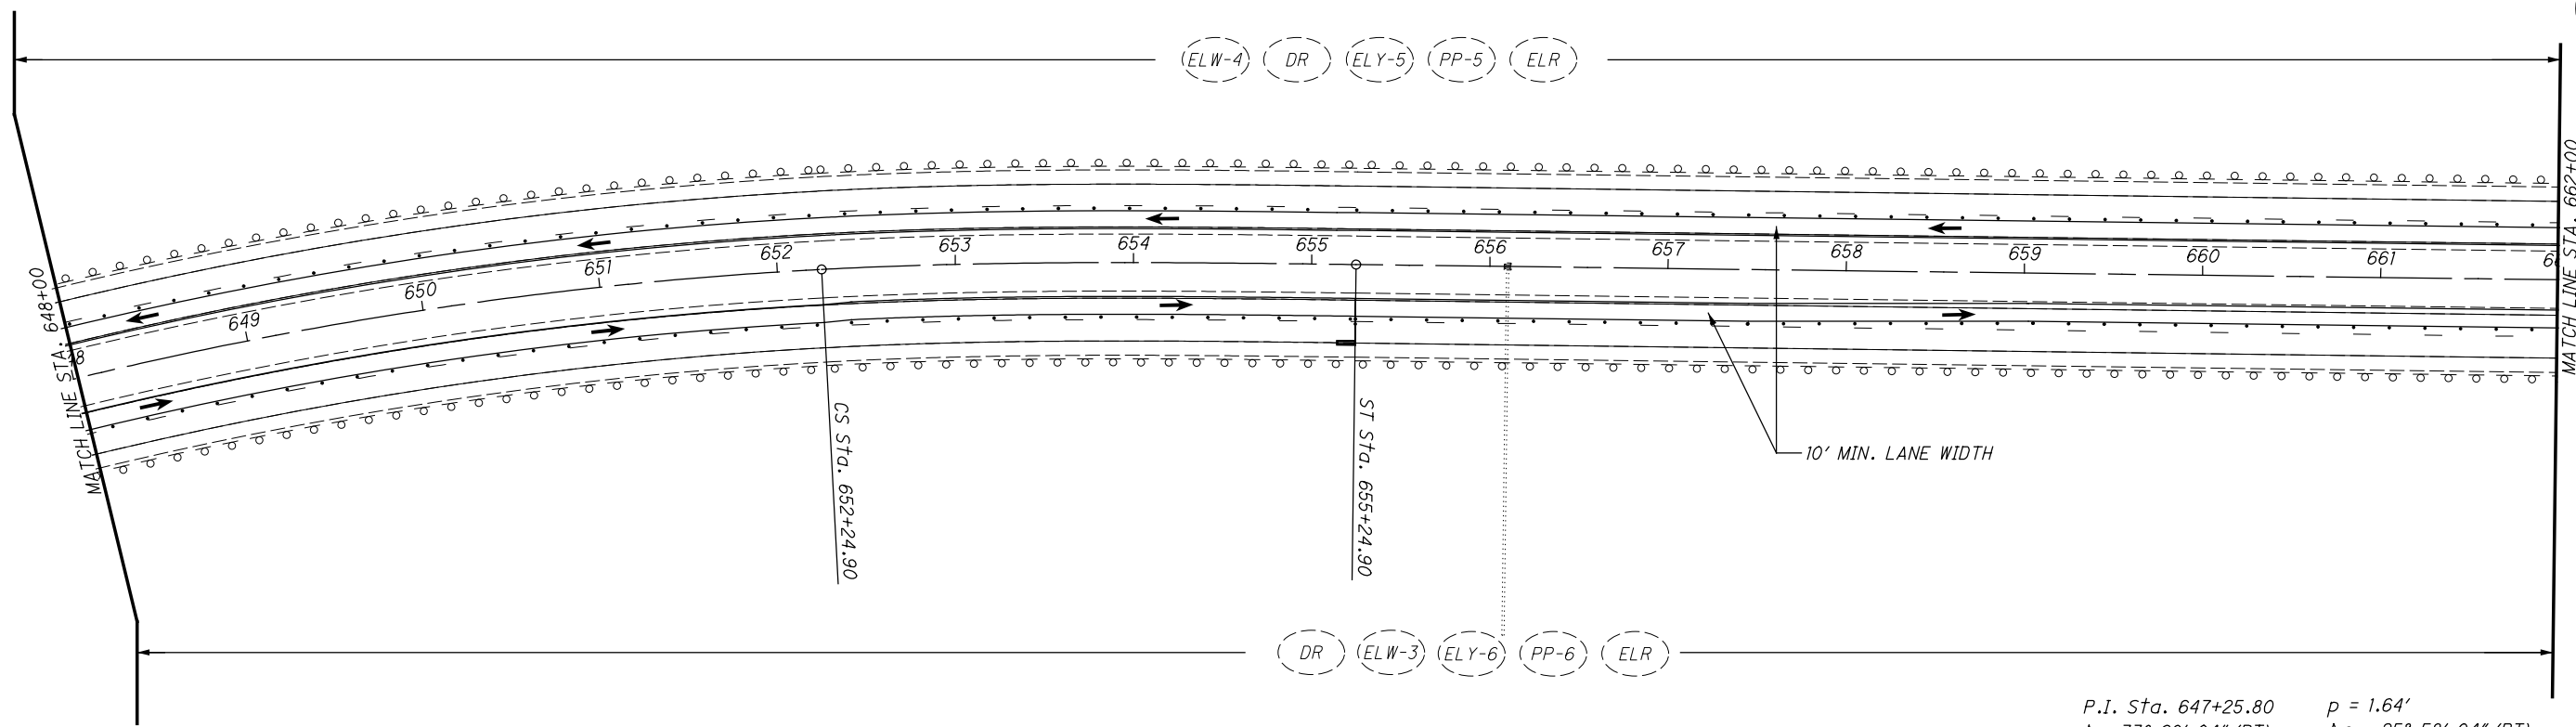 ELW-4 DR ELY-5 PP-5 ELR
MATCH LINE STA. 648+00
MATCH LINE STA. 662+00
649
650
651
652
653
654
655
656
657
658
659
660
661
CS Sta. 652+24.90
ST Sta. 655+24.90
10' MIN. LANE WIDTH
DR ELW-3 ELY-6 PP-6 ELR
P.I. Sta. 647+25.80 p = 1.64'